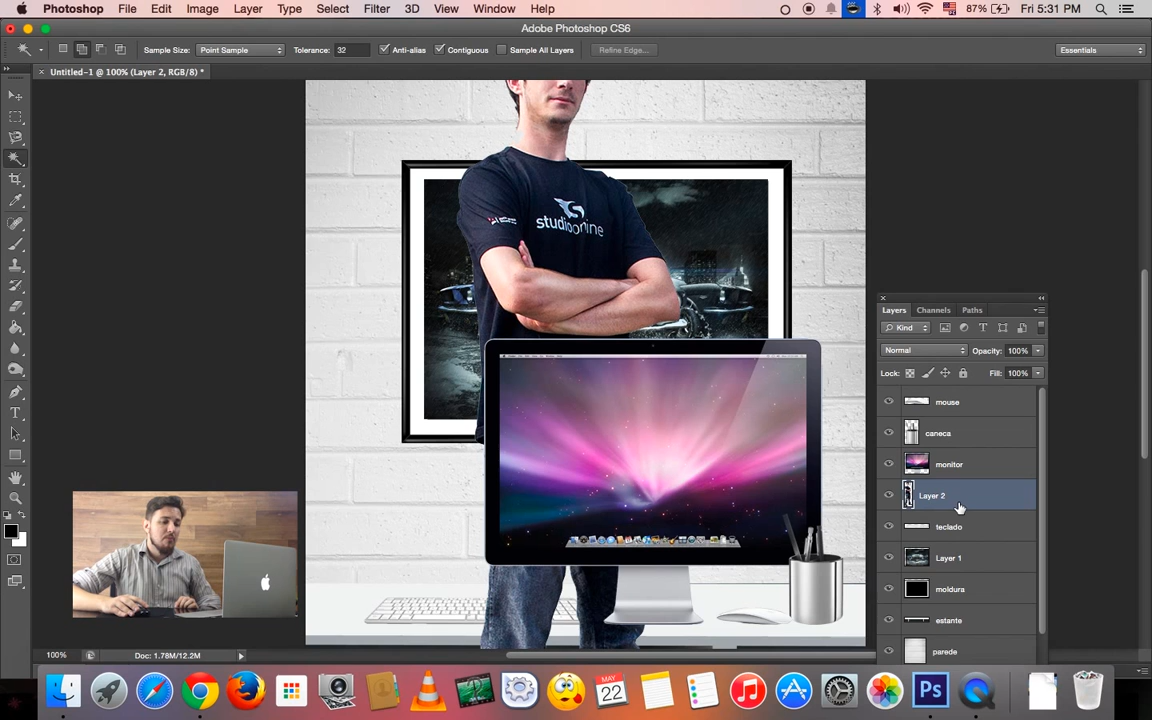 Photoshop File Edit Image Layer Type Select Filter 3D View Window Help 87% Fri 5:31 PM
Adobe Photoshop CS6
Sample Size: Point Sample Tolerance: 32 Anti-alias Contiguous Sample All Layers Refine Edge... Essentials
Untitled-1 @ 100% (Layer 2, RGB/8) *
studioonline
Layers Channels Paths
Kind
Normal Opacity: 100%
Lock: Fill: 100%
mouse
caneca
monitor
Layer 2
teclado
Layer 1
moldura
estante
parede
100% Doc: 1.78M/12.2M
MAY
22
Ps